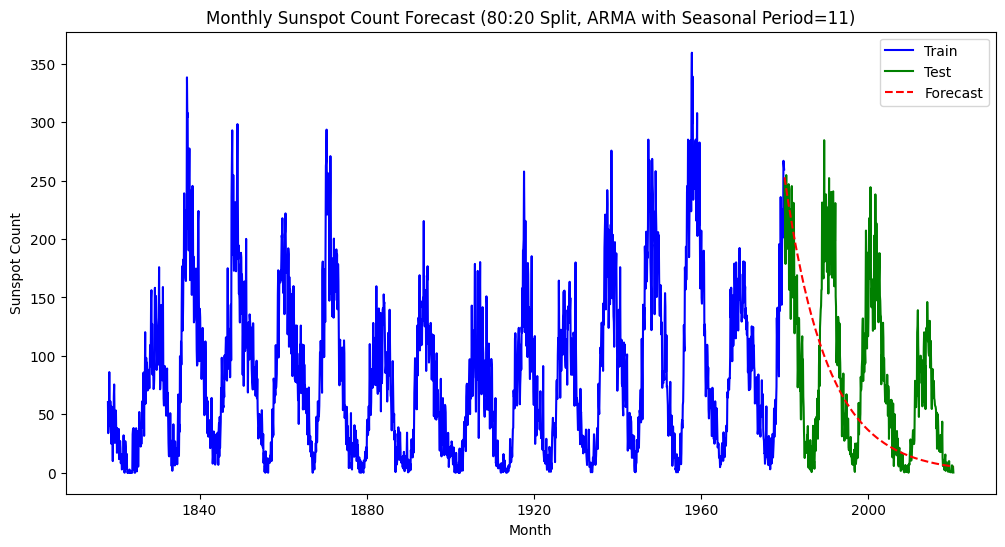 Monthly Sunspot Count Forecast (80:20 Split, ARMA with Seasonal Period=11)
Train
Test
Forecast
Sunspot Count
350
300
250
200
150
100
50
0
1840
1880
1920
1960
2000
Month